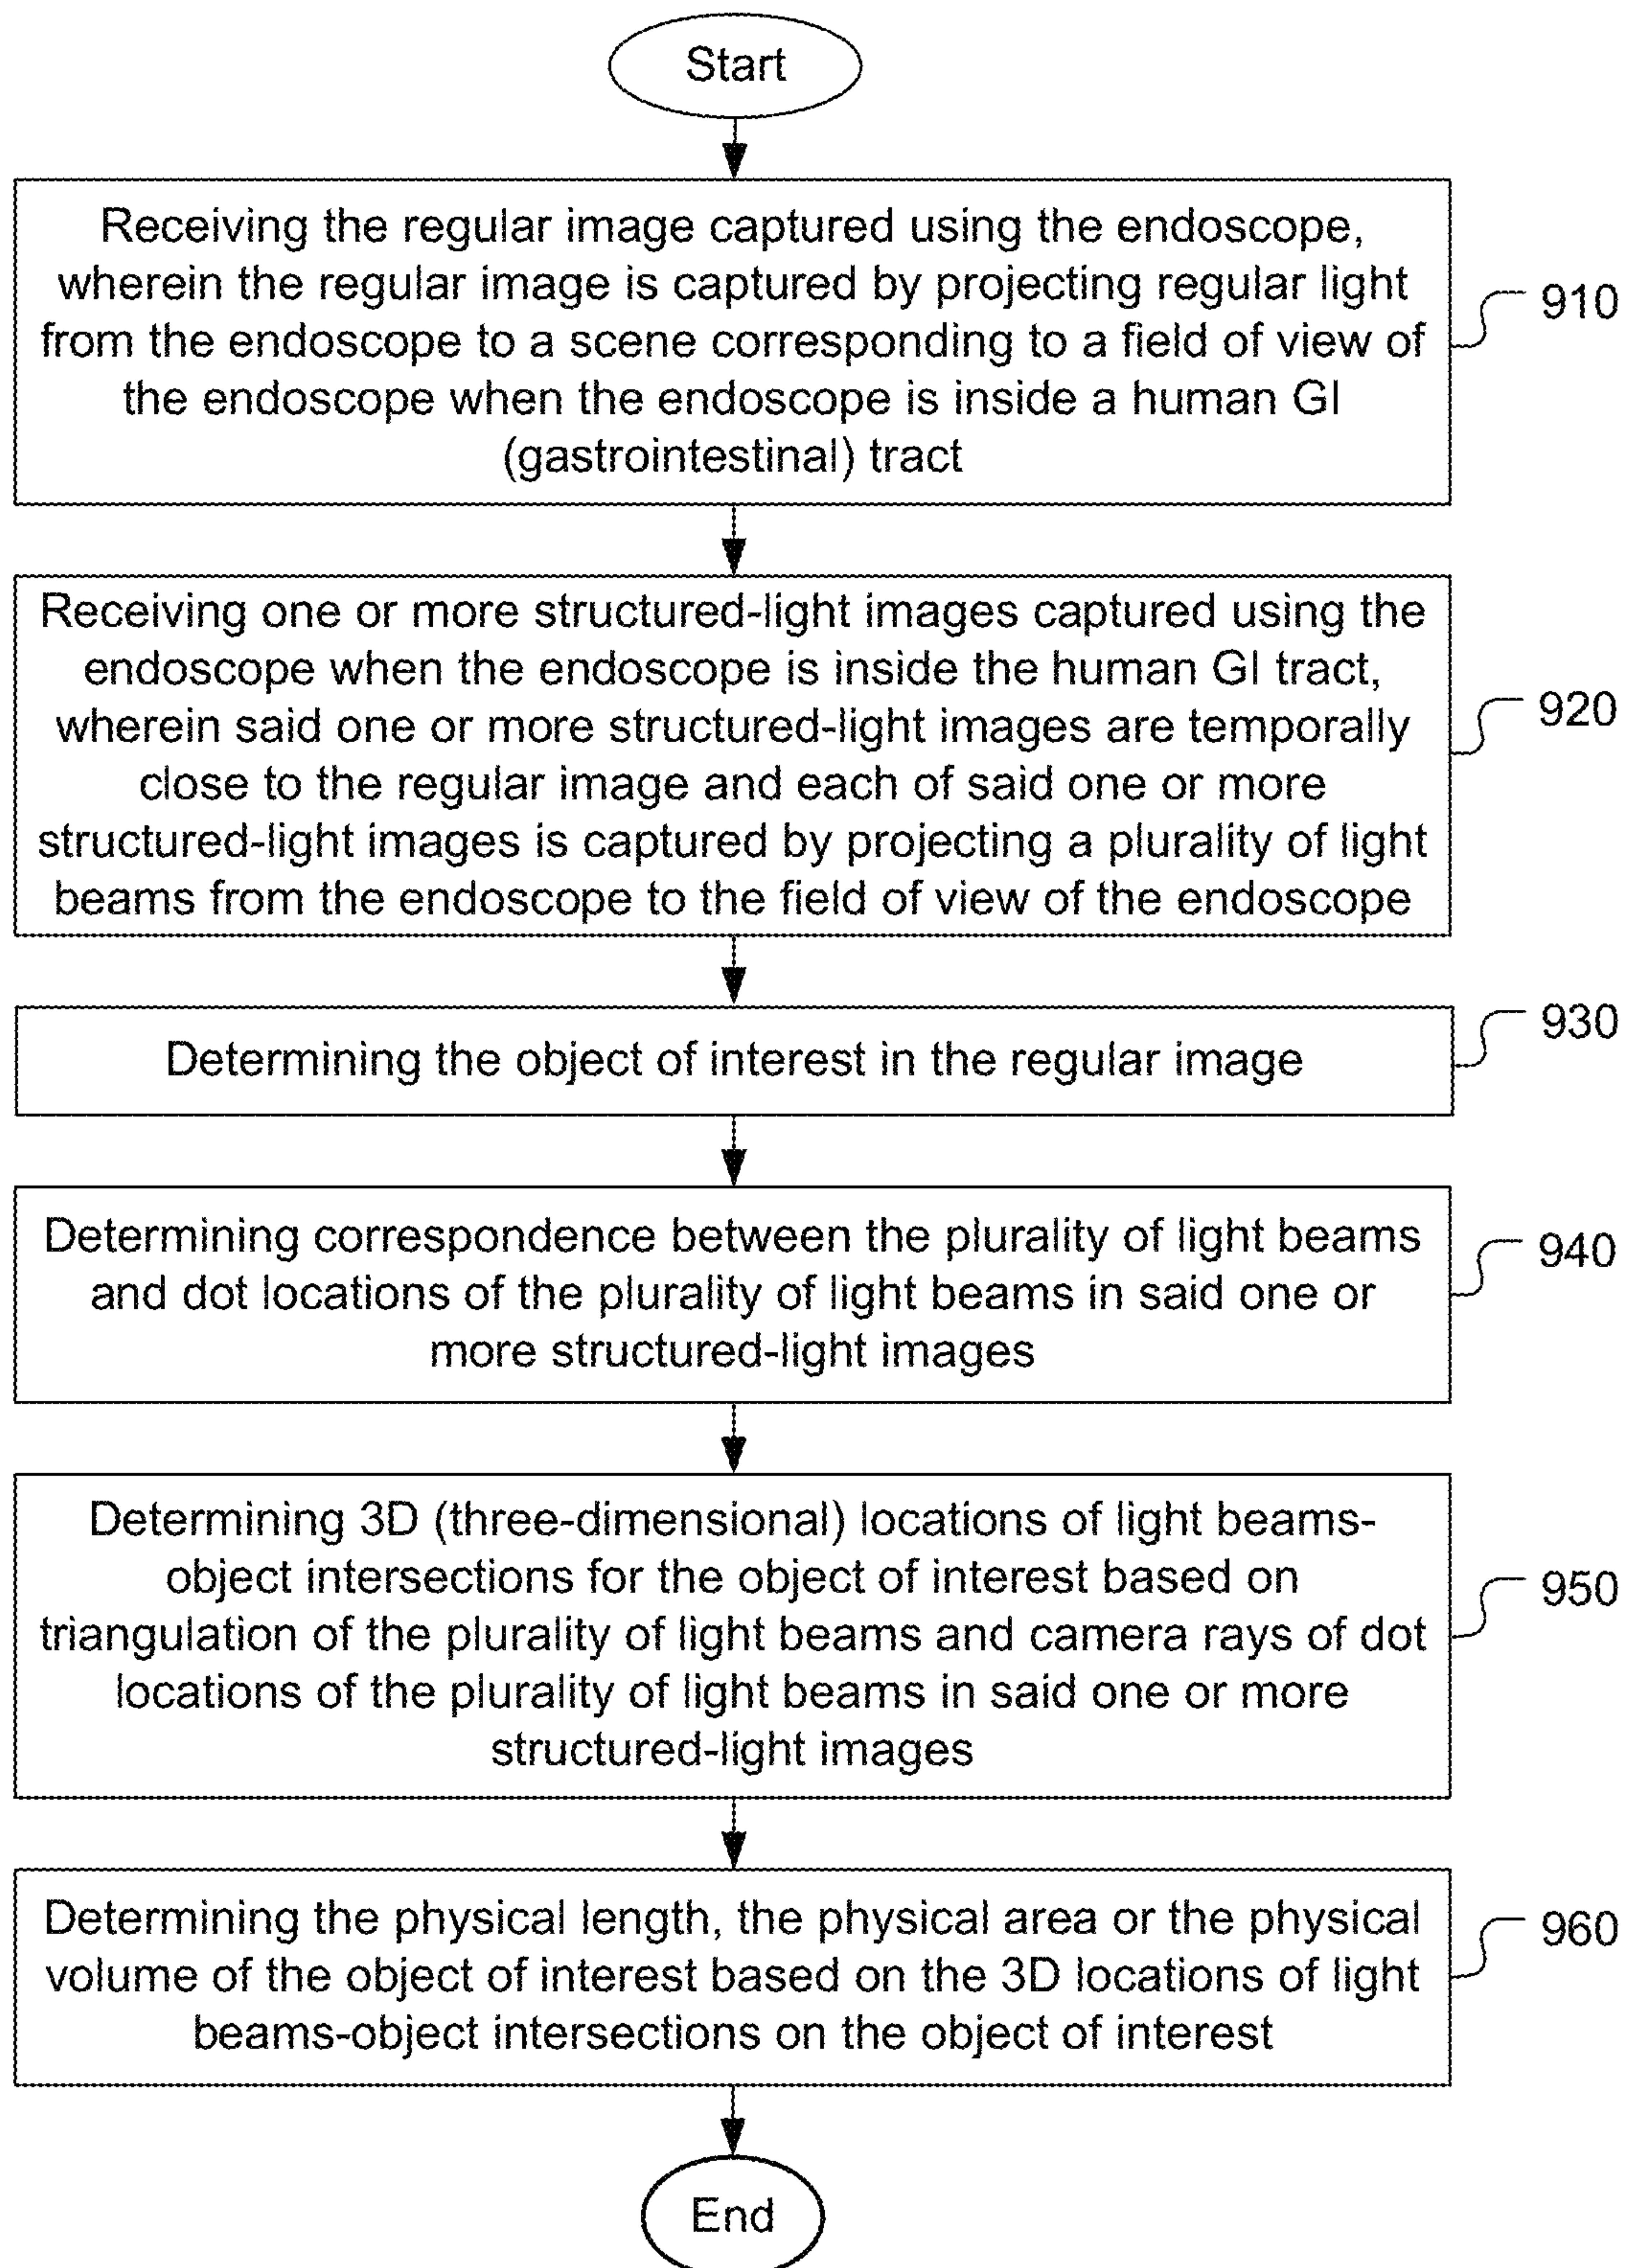 Start
Receiving the regular image captured using the endoscope,
wherein the regular image is captured by projecting regular light
from the endoscope to a scene corresponding to a field of view of
the endoscope when the endoscope is inside a human GI
(gastrointestinal) tract
910
Receiving one or more structured-light images captured using the
endoscope when the endoscope is inside the human GI tract,
wherein said one or more structured-light images are temporally
close to the regular image and each of said one or more
structured-light images is captured by projecting a plurality of light
beams from the endoscope to the field of view of the endoscope
920
Determining the object of interest in the regular image
930
Determining correspondence between the plurality of light beams
and dot locations of the plurality of light beams in said one or
more structured-light images
940
Determining 3D (three-dimensional) locations of light beams-
object intersections for the object of interest based on
triangulation of the plurality of light beams and camera rays of dot
locations of the plurality of light beams in said one or more
structured-light images
950
Determining the physical length, the physical area or the physical
volume of the object of interest based on the 3D locations of light
beams-object intersections on the object of interest
960
End